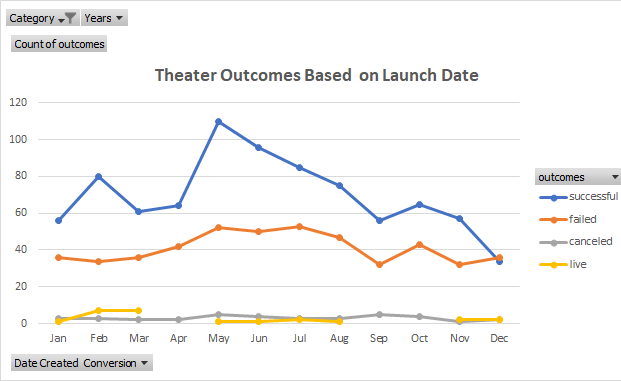 Category Years
Count of outcomes
Theater Outcomes Based on Launch Date
120
100
80
60
40
20
0
Jan Feb Mar Apr May Jun Jul Aug Sep Oct Nov Dec
outcomes
successful
failed
canceled
live
Date Created Conversion